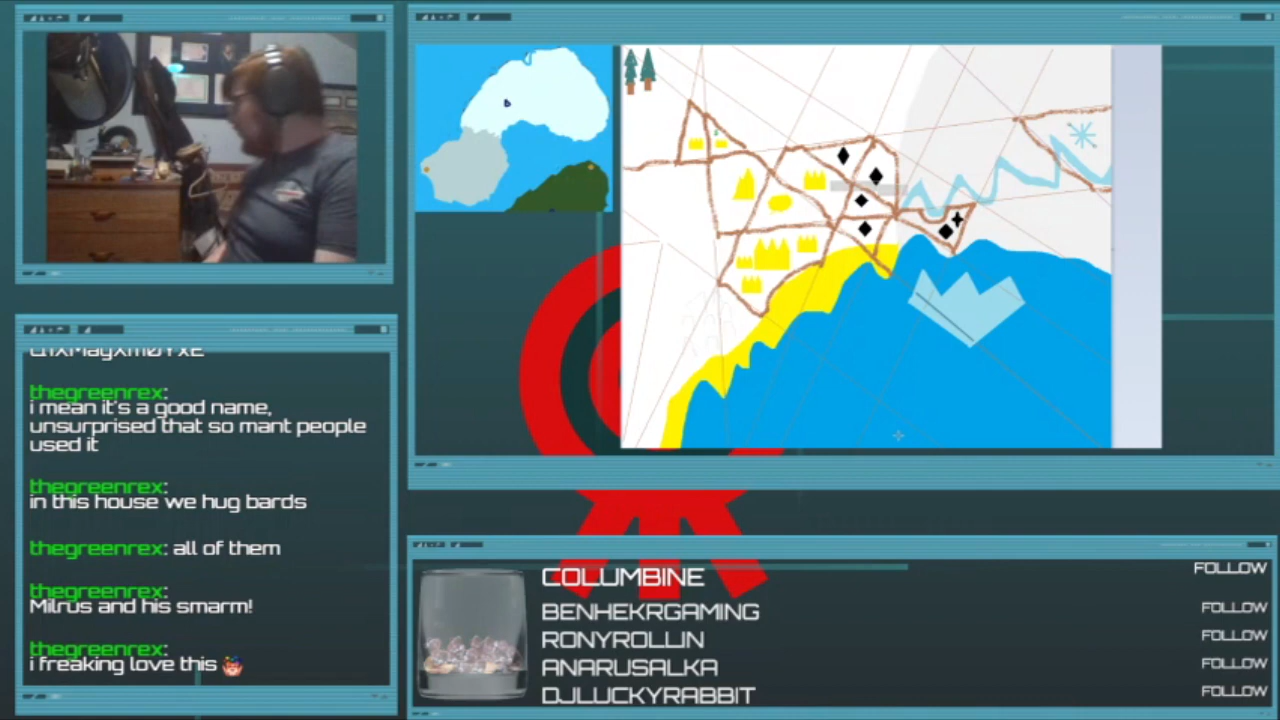 thegreenrex:
i mean it's a good name,
unsurprised that so mant people
used it
thegreenrex:
in this house we hug bards
thegreenrex: all of them
thegreenrex:
Milrus and his smarm!
thegreenrex:
i freaking love this
COLUMBINE FOLLOW
BENHEKRGAMING FOLLOW
RONYROLLIN FOLLOW
ANARUSALKA FOLLOW
DJLUCKYRABBIT FOLLOW